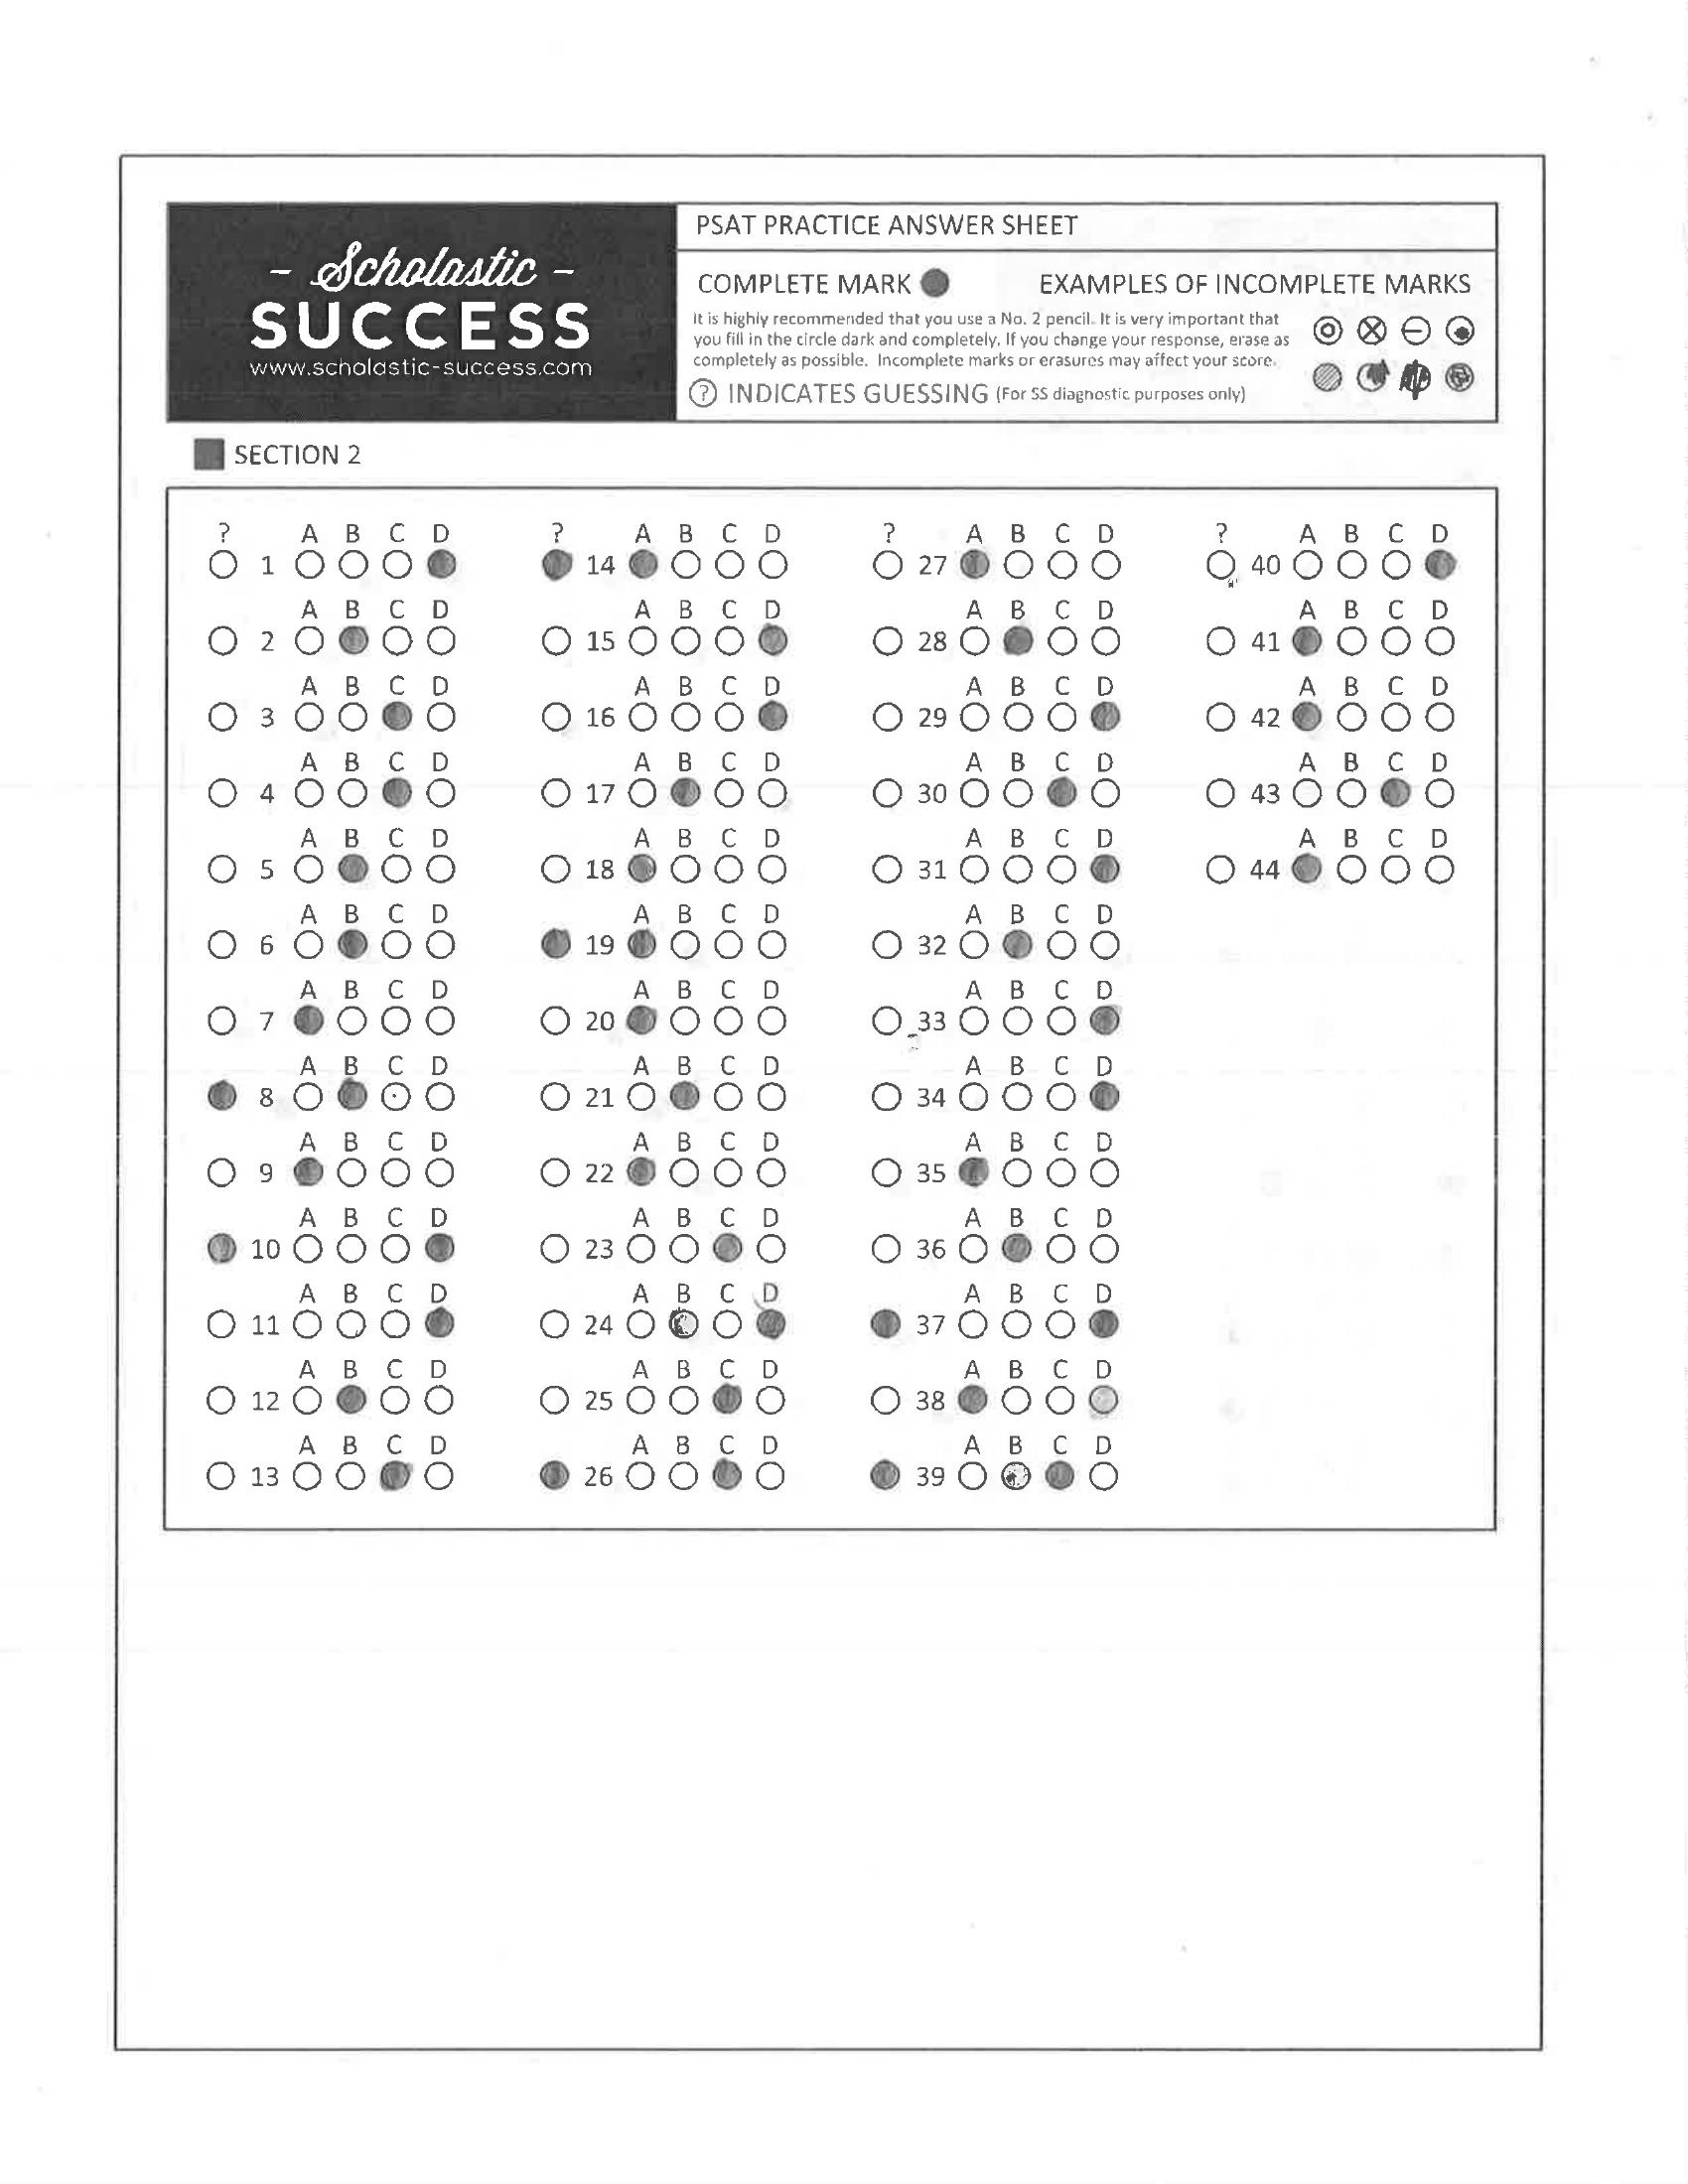 - Scholastic -
SUCCESS
www.scholastic-success.com
PSAT PRACTICE ANSWER SHEET
COMPLETE MARK
EXAMPLES OF INCOMPLETE MARKS
It is highly recommended that you use a No. 2 pencil. It is very important that
you fill in the circle dark and completely. If you change your response, erase as
completely as possible. Incomplete marks or erasures may affect your score.
? INDICATES GUESSING (For SS diagnostic purposes only)
SECTION 2
? A B C D
1
A B C D
2
A B C D
3
A B C D
4
A B C D
5
A B C D
6
A B C D
7
A B C D
8
A B C D
9
A B C D
10
A B C D
11
A B C D
12
A B C D
13
? A B C D
14
A B C D
15
A B C D
16
A B C D
17
A B C D
18
A B C D
19
A B C D
20
A B C D
21
A B C D
22
A B C D
23
A B C D
24
A B C D
25
A B C D
26
? A B C D
27
A B C D
28
A B C D
29
A B C D
30
A B C D
31
A B C D
32
A B C D
33
A B C D
34
A B C D
35
A B C D
36
A B C D
37
A B C D
38
A B C D
39
? A B C D
40
A B C D
41
A B C D
42
A B C D
43
A B C D
44